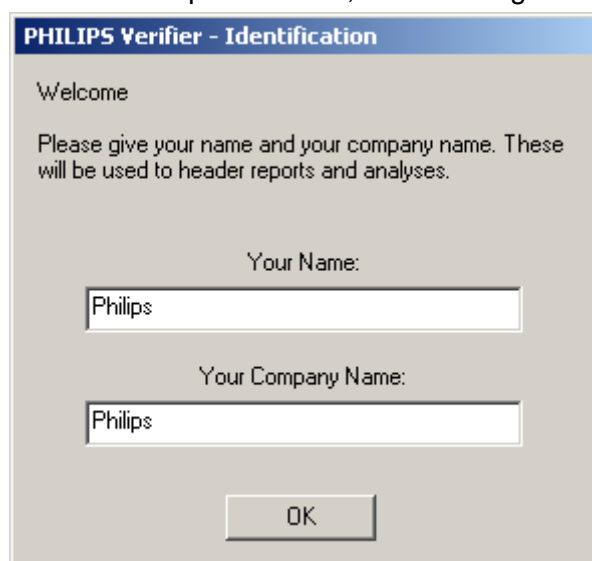 PHILIPS Verifier - Identification
Welcome
Please give your name and your company name. These
will be used to header reports and analyses.
Your Name:
Philips
Your Company Name:
Philips
OK